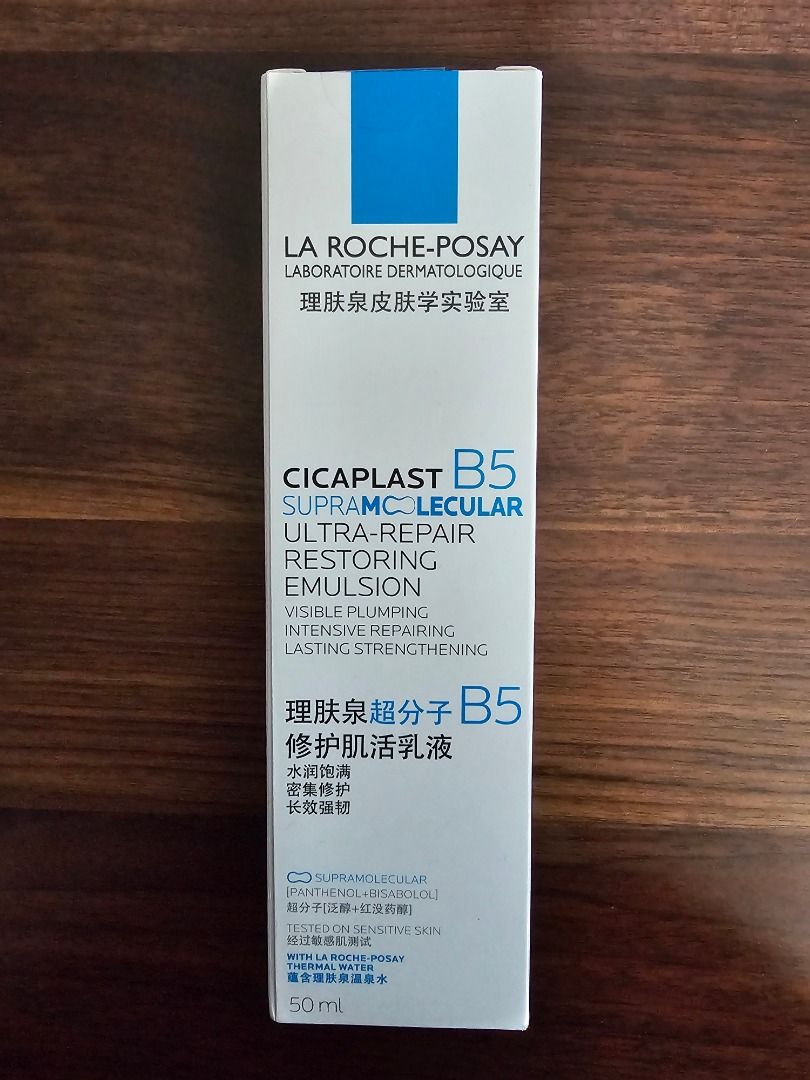 LA ROCHE-POSAY
LABORATOIRE DERMATOLOGIQUE
理肤泉皮肤学实验室
CICAPLAST B5
SUPRAMOLECULAR
ULTRA-REPAIR
RESTORING
EMULSION
VISIBLE PLUMPING
INTENSIVE REPAIRING
LASTING STRENGTHENING
理肤泉超分子B5
修护肌活乳液
水润饱满
密集修护
长效强韧
SUPRAMOLECULAR
[PANTHENOL+BISABOLOL]
超分子[泛醇+红没药醇]
TESTED ON SENSITIVE SKIN
经过敏感肌测试
WITH LA ROCHE-POSAY
THERMAL WATER
蕴含理肤泉温泉水
50 ml